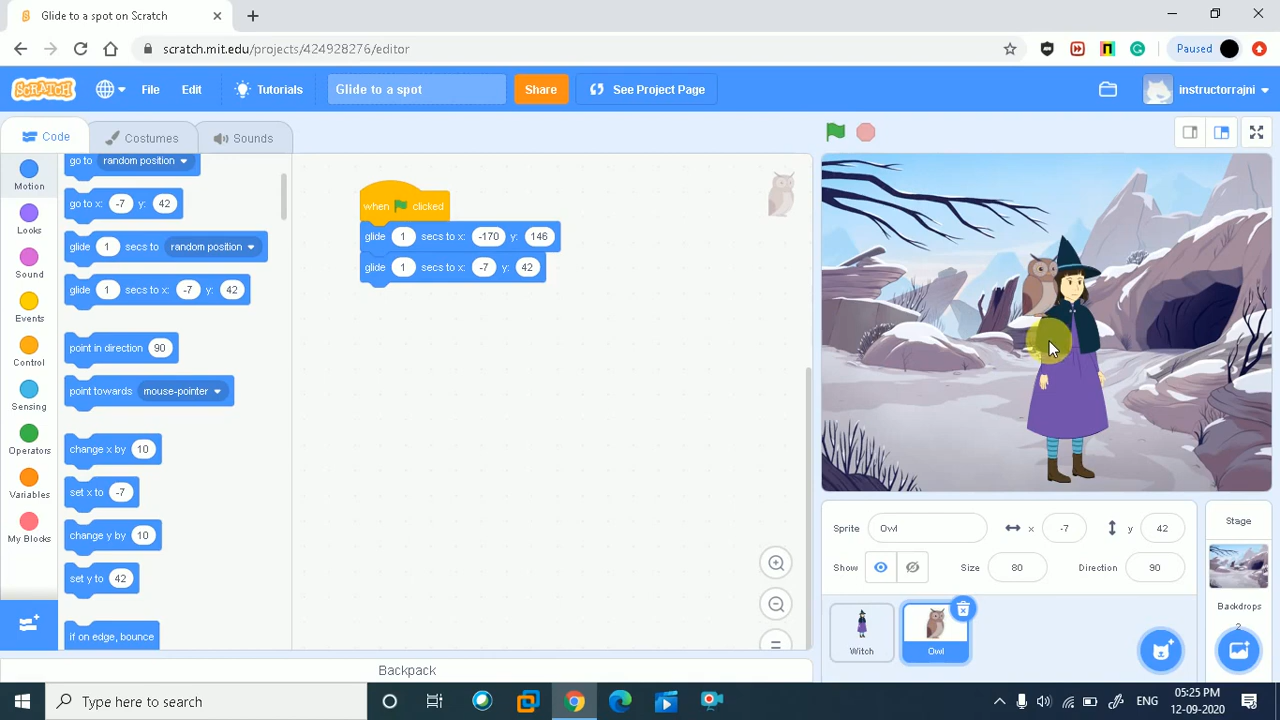 Glide to a spot on Scratch
scratch.mit.edu/projects/424928276/editor
Paused
SCRATCH
File
Edit
Tutorials
Glide to a spot
Share
See Project Page
instructorrajni
Code
Costumes
Sounds
Motion
Looks
Sound
Events
Control
Sensing
Operators
Variables
My Blocks
go to random position
go to x: -7 y: 42
glide 1 secs to random position
glide 1 secs to x: -7 y: 42
point in direction 90
point towards mouse-pointer
change x by 10
set x to -7
change y by 10
set y to 42
if on edge, bounce
when clicked
glide 1 secs to x: -170 y: 146
glide 1 secs to x: -7 y: 42
Sprite Owl x -7 y 42
Show Size 80 Direction 90
Witch
Owl
Stage
Backdrops
2
Backpack
Type here to search
ENG
05:25 PM
12-09-2020